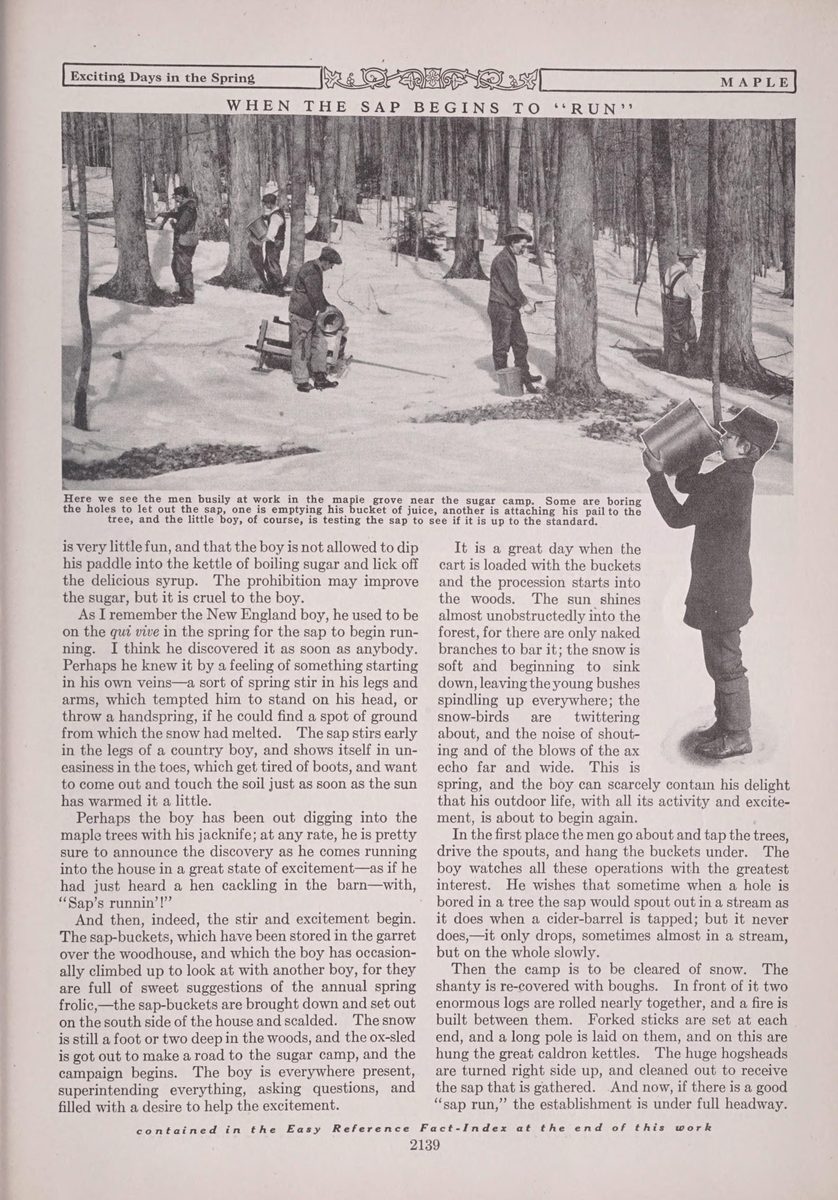 Exciting Days in the Spring
MAPLE
WHEN THE SAP BEGINS TO “RUN”
Here we see the men busily at work in the maple grove near the sugar camp. Some are boring
the holes to let out the sap, one is emptying his bucket of juice, another is attaching his pail to the
tree, and the little boy, of course, is testing the sap to see if it is up to the standard.
is very little fun, and that the boy is not allowed to dip
his paddle into the kettle of boiling sugar and lick off
the delicious syrup. The prohibition may improve
the sugar, but it is cruel to the boy.
As I remember the New England boy, he used to be
on the qui vive in the spring for the sap to begin run-
ning. I think he discovered it as soon as anybody.
Perhaps he knew it by a feeling of something starting
in his own veins—a sort of spring stir in his legs and
arms, which tempted him to stand on his head, or
throw a handspring, if he could find a spot of ground
from which the snow had melted. The sap stirs early
in the legs of a country boy, and shows itself in un-
easiness in the toes, which get tired of boots, and want
to come out and touch the soil just as soon as the sun
has warmed it a little.
Perhaps the boy has been out digging into the
maple trees with his jacknife; at any rate, he is pretty
sure to announce the discovery as he comes running
into the house in a great state of excitement—as if he
had just heard a hen cackling in the barn—with,
“Sap’s runnin’!”
And then, indeed, the stir and excitement begin.
The sap-buckets, which have been stored in the garret
over the woodhouse, and which the boy has occasion-
ally climbed up to look at with another boy, for they
are full of sweet suggestions of the annual spring
frolic,—the sap-buckets are brought down and set out
on the south side of the house and scalded. The snow
is still a foot or two deep in the woods, and the ox-sled
is got out to make a road to the sugar camp, and the
campaign begins. The boy is everywhere present,
superintending everything, asking questions, and
filled with a desire to help the excitement.
It is a great day when the
cart is loaded with the buckets
and the procession starts into
the woods. The sun shines
almost unobstructedly into the
forest, for there are only naked
branches to bar it; the snow is
soft and beginning to sink
down, leaving the young bushes
spindling up everywhere; the
snow-birds are twittering
about, and the noise of shout-
ing and of the blows of the ax
echo far and wide. This is
spring, and the boy can scarcely contain his delight
that his outdoor life, with all its activity and excite-
ment, is about to begin again.
In the first place the men go about and tap the trees,
drive the spouts, and hang the buckets under. The
boy watches all these operations with the greatest
interest. He wishes that sometime when a hole is
bored in a tree the sap would spout out in a stream as
it does when a cider-barrel is tapped; but it never
does,—it only drops, sometimes almost in a stream,
but on the whole slowly.
Then the camp is to be cleared of snow. The
shanty is re-covered with boughs. In front of it two
enormous logs are rolled nearly together, and a fire is
built between them. Forked sticks are set at each
end, and a long pole is laid on them, and on this are
hung the great caldron kettles. The huge hogsheads
are turned right side up, and cleaned out to receive
the sap that is gathered. And now, if there is a good
“sap run,” the establishment is under full headway.
contained in the Easy Reference Fact-Index at the end of this work
2139